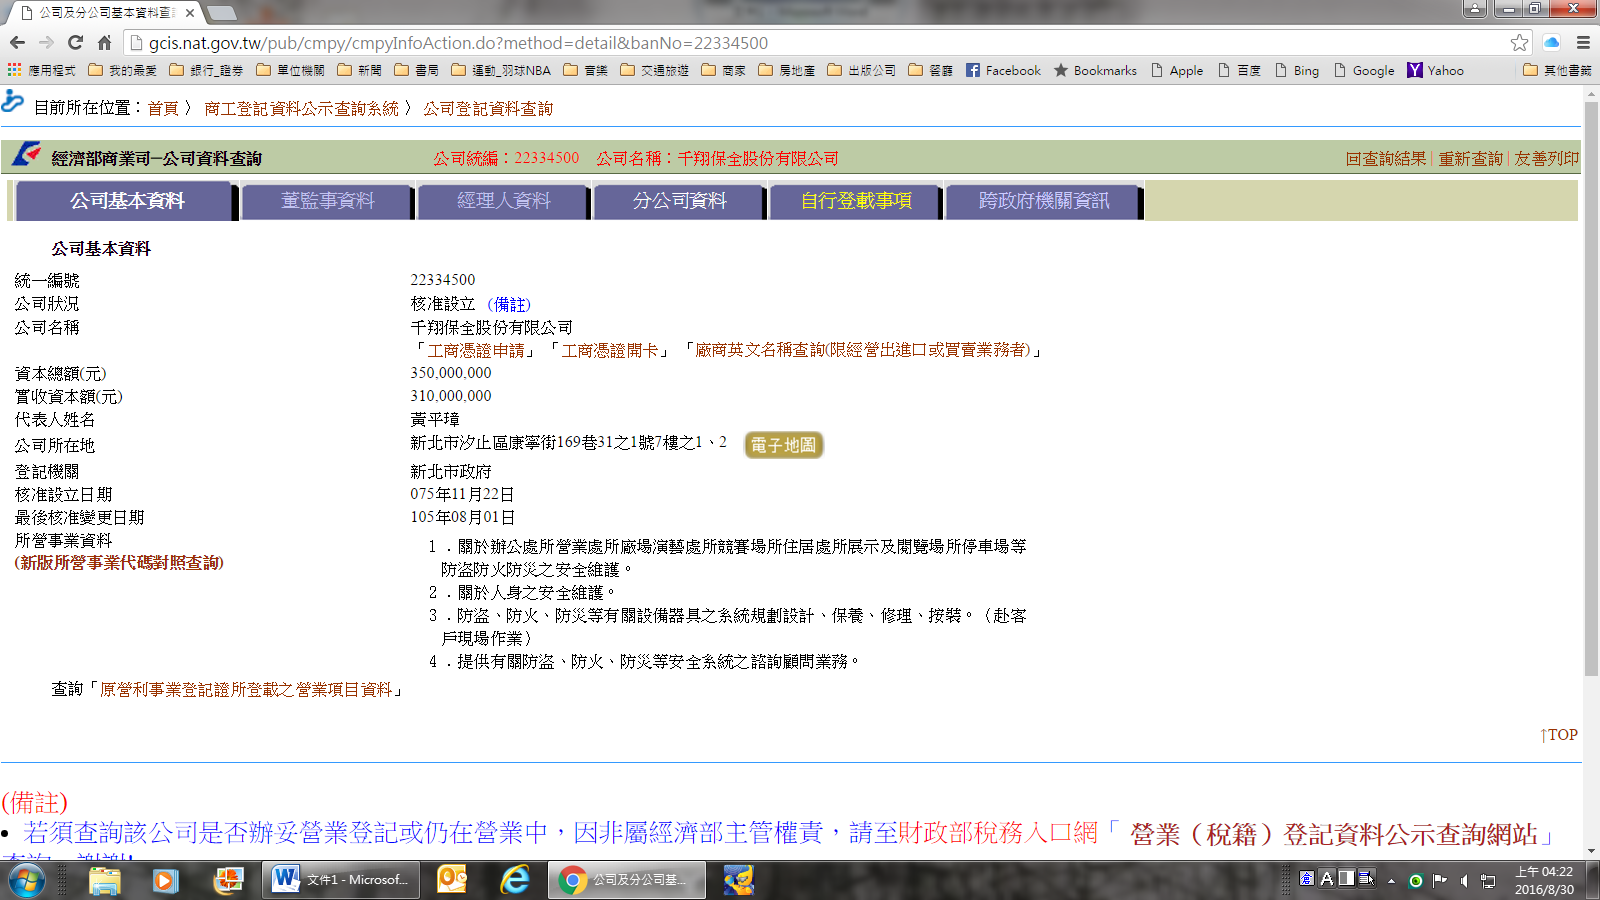 公司及分公司基本資料查詢
gcis.nat.gov.tw/pub/cmpy/cmpyInfoAction.do?method=detail&banNo=22334500
應用程式 我的最愛 銀行_證券 單位機關 新聞 書局 運動_羽球NBA 音樂 交通旅遊 商家 房地產 出版公司 餐廳 Facebook Bookmarks Apple 百度 Bing Google Yahoo 其他書籤
目前所在位置：首頁 〉 商工登記資料公示查詢系統 〉 公司登記資料查詢
經濟部商業司─公司資料查詢 公司統編：22334500 公司名稱：千翔保全股份有限公司 回查詢結果 | 重新查詢 | 友善列印
公司基本資料 董監事資料 經理人資料 分公司資料 自行登載事項 跨政府機關資訊
公司基本資料
統一編號 22334500
公司狀況 核准設立 (備註)
公司名稱 千翔保全股份有限公司
「工商憑證申請」 「工商憑證開卡」 「廠商英文名稱查詢(限經營出進口或買賣業務者)」
資本總額(元) 350,000,000
實收資本額(元) 310,000,000
代表人姓名 黃平璋
公司所在地 新北市汐止區康寧街169巷31之1號7樓之1、2 電子地圖
登記機關 新北市政府
核准設立日期 075年11月22日
最後核准變更日期 105年08月01日
所營事業資料
(新版所營事業代碼對照查詢)
1．關於辦公處所營業處所廠場演藝處所競賽場所住居處所展示及閱覽場所停車場等
防盜防火防災之安全維護。
2．關於人身之安全維護。
3．防盜、防火、防災等有關設備器具之系統規劃設計、保養、修理、按裝。（赴客
戶現場作業）
4．提供有關防盜、防火、防災等安全系統之諮詢顧問業務。
查詢「原營利事業登記證所登載之營業項目資料」
↑TOP
(備註)
• 若須查詢該公司是否辦妥營業登記或仍在營業中，因非屬經濟部主管權責，請至財政部稅務入口網「 營業（稅籍）登記資料公示查詢網站」
查詢，謝謝!
文件1 - Microsof... 公司及分公司基... A 上午 04:22
2016/8/30